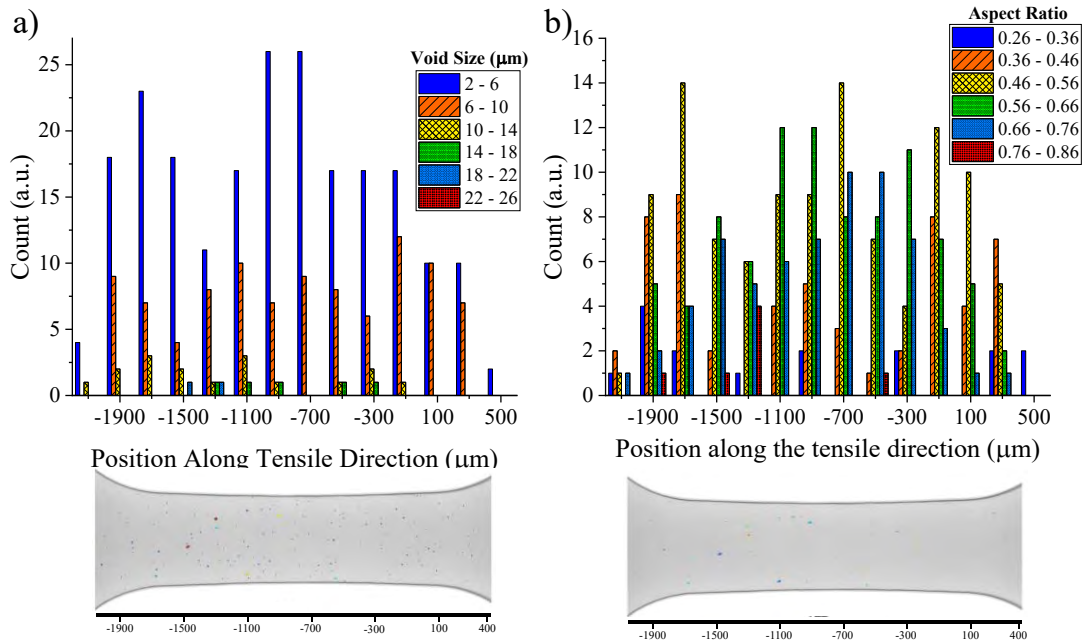 a)
Void Size (μm)
2 - 6
6 - 10
10 - 14
14 - 18
18 - 22
22 - 26
25
20
15
10
5
0
Count (a.u.)
-1900 -1500 -1100 -700 -300 100 500
Position Along Tensile Direction (μm)
-1900 -1500 -1100 -700 -300 100 400
b)
Aspect Ratio
0.26 - 0.36
0.36 - 0.46
0.46 - 0.56
0.56 - 0.66
0.66 - 0.76
0.76 - 0.86
16
14
12
10
8
6
4
2
0
Count (a.u.)
-1900 -1500 -1100 -700 -300 100 500
Position along the tensile direction (μm)
-1900 -1500 -1100 -700 -300 100 400